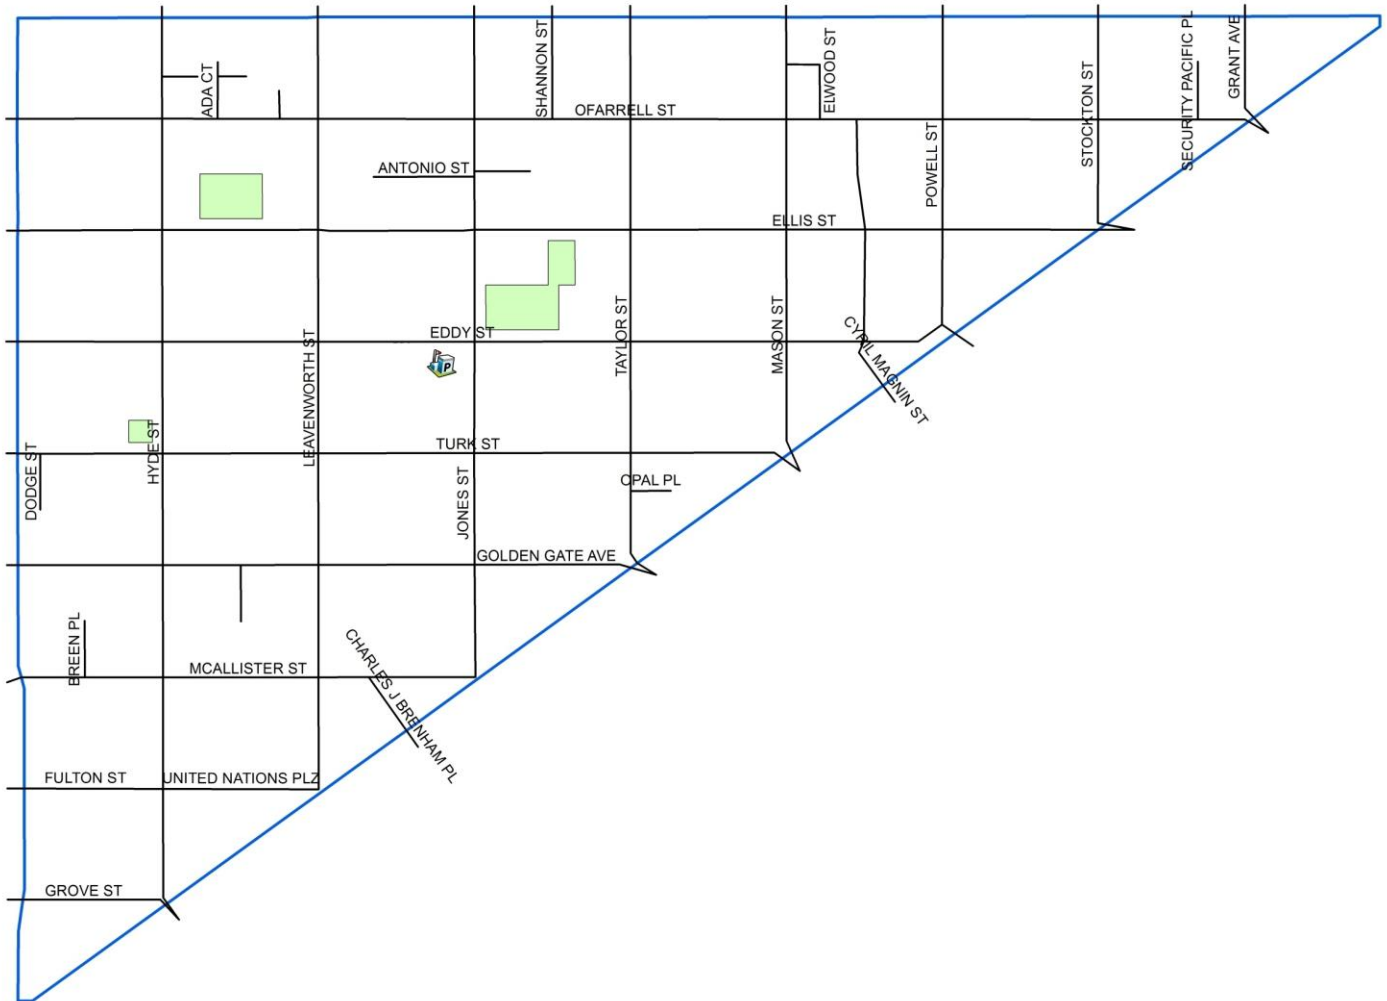 SHANNON ST
ELWOOD ST
SECURITY PACIFIC PL
GRANT AVE
ADA CT
OFARRELL ST
STOCKTON ST
POWELL ST
ANTONIO ST
ELLIS ST
EDDY ST
LEAVENWORTH ST
TAYLOR ST
MASON ST
CYRIL MAGNIN ST
HYDE ST
DODGE ST
TURK ST
JONES ST
OPAL PL
GOLDEN GATE AVE
BREEN PL
MCALLISTER ST
CHARLES J BRENHAM PL
FULTON ST
UNITED NATIONS PLZ
GROVE ST
P